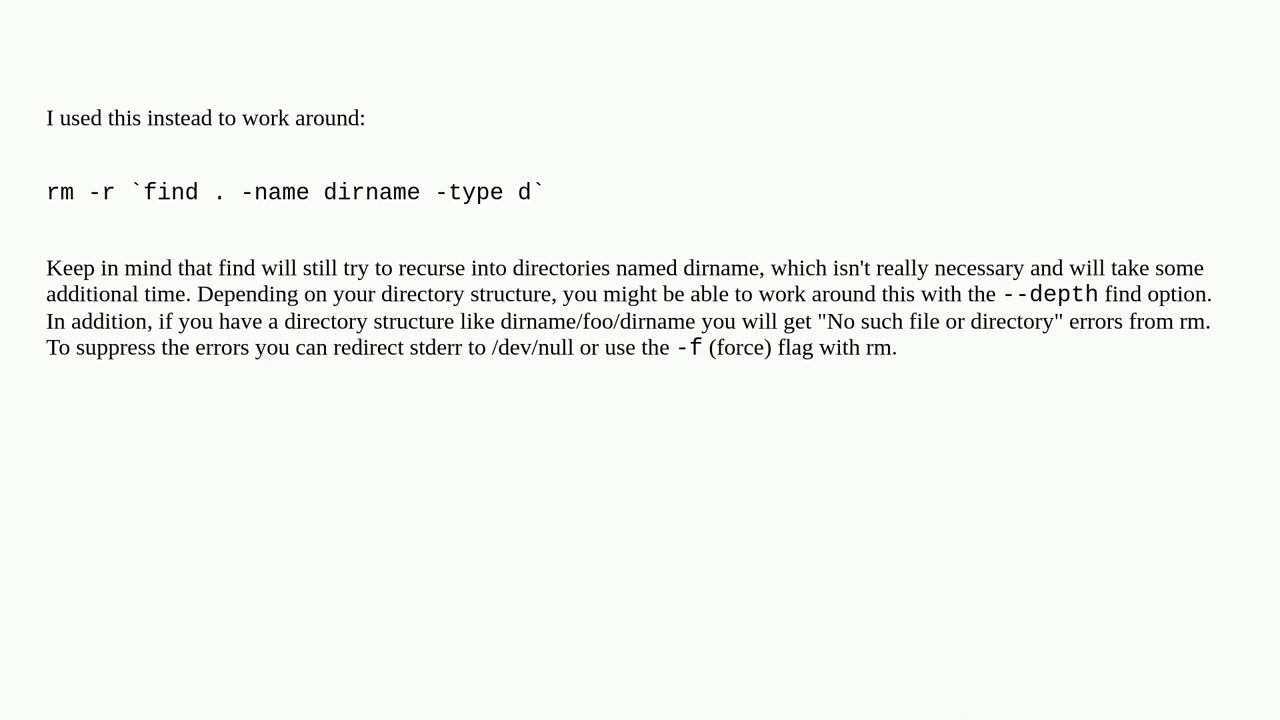 I used this instead to work around:
rm -r `find . -name dirname -type d`
Keep in mind that find will still try to recurse into directories named dirname, which isn't really necessary and will take some
additional time. Depending on your directory structure, you might be able to work around this with the --depth find option.
In addition, if you have a directory structure like dirname/foo/dirname you will get "No such file or directory" errors from rm.
To suppress the errors you can redirect stderr to /dev/null or use the -f (force) flag with rm.